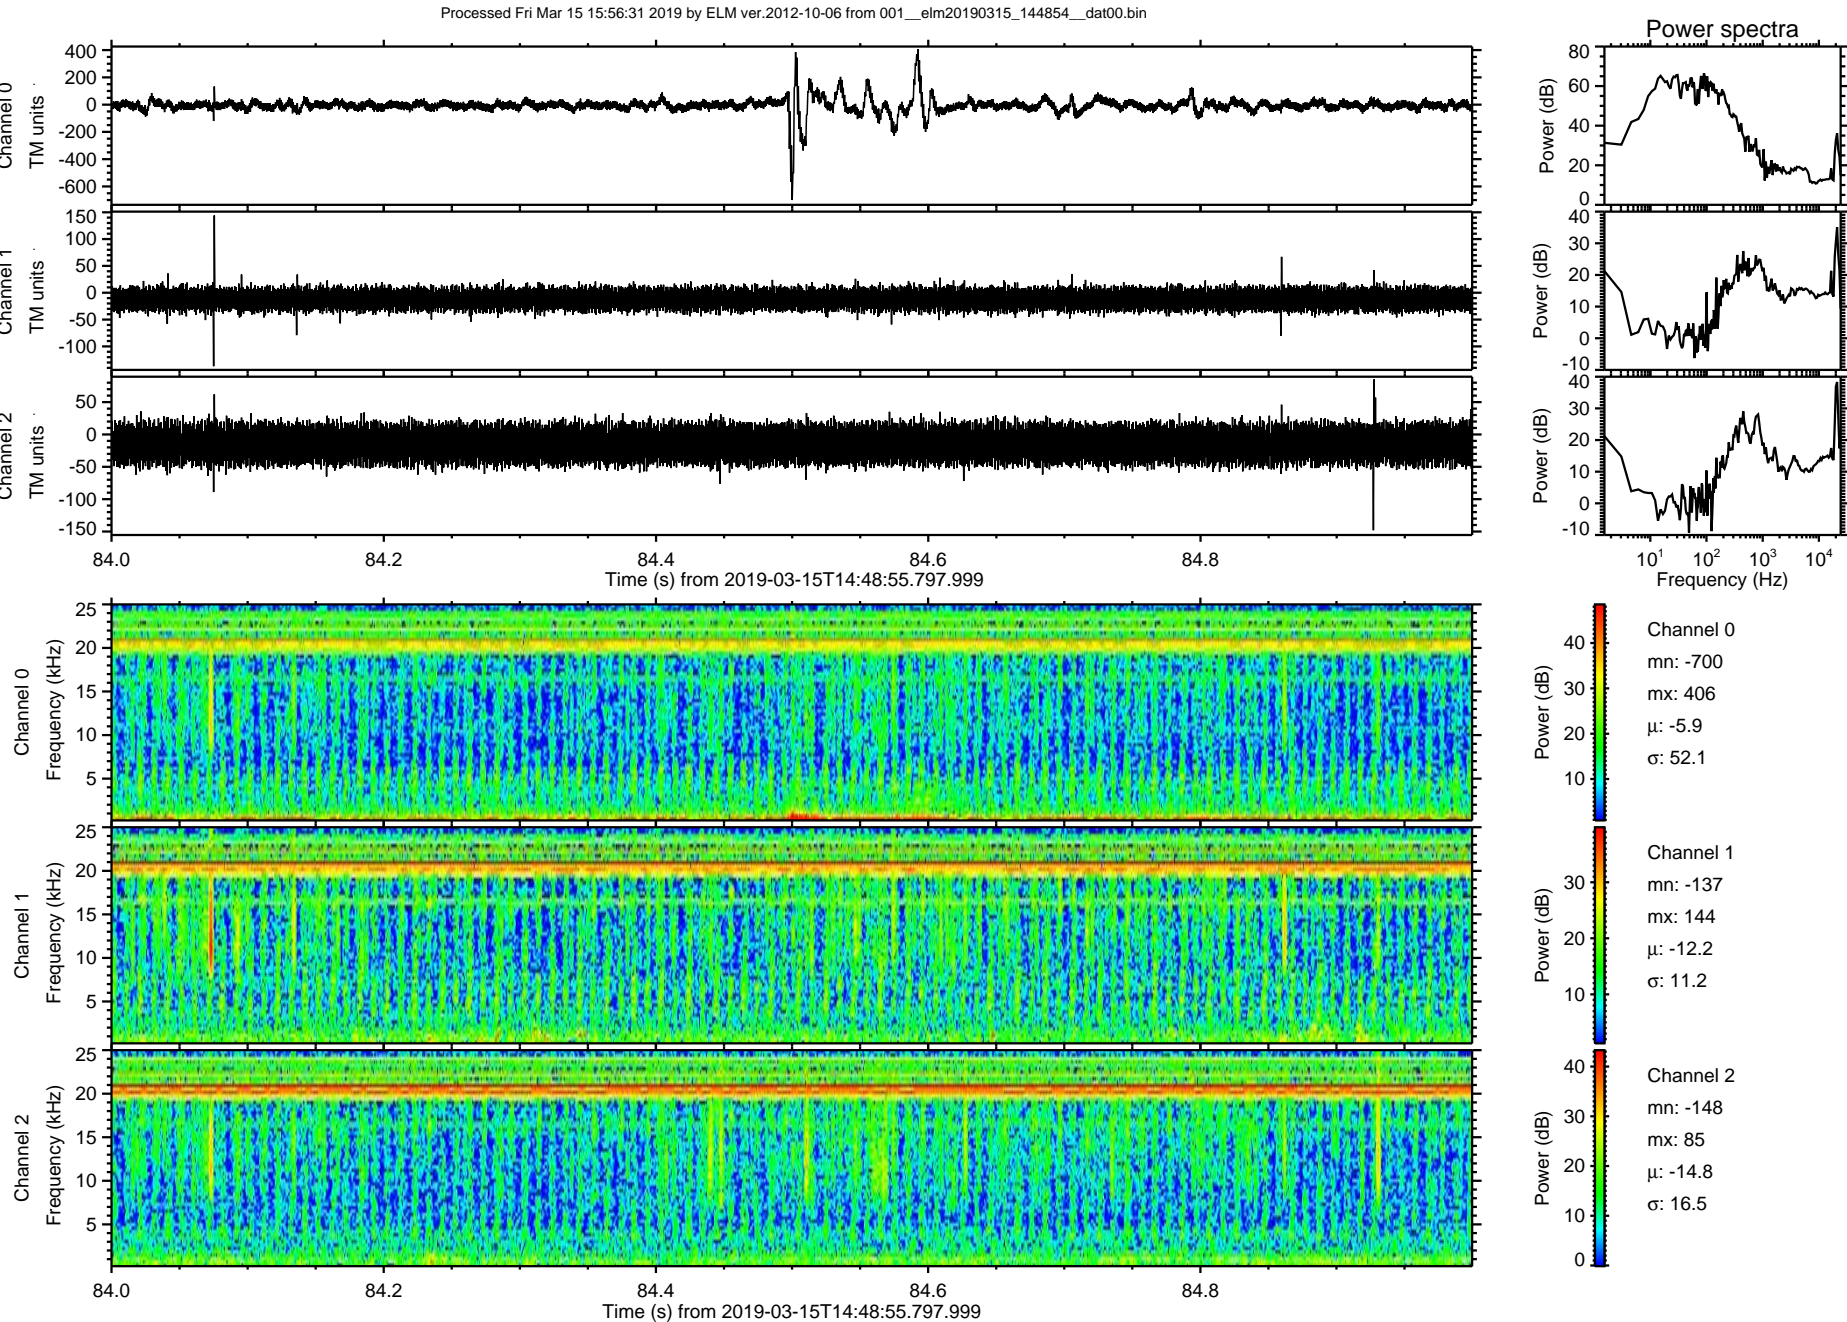 Processed Fri Mar 15 15:56:31 2019 by ELM ver.2012-10-06 from 001__elm20190315_144854__dat00.bin
Power spectra
Channel 0
TM units
400
200
0
-200
-400
-600
Power (dB)
80
60
40
20
0
Channel 1
TM units
150
100
50
0
-50
-100
Power (dB)
40
30
20
10
0
-10
Channel 2
TM units
50
0
-50
-100
-150
Power (dB)
40
30
20
10
0
-10
84.0 84.2 84.4 84.6 84.8
Time (s) from 2019-03-15T14:48:55.797.999
10¹ 10² 10³ 10⁴
Frequency (Hz)
Channel 0
Frequency (kHz)
25
20
15
10
5
Power (dB)
40
30
20
10
Channel 0
mn: -700
mx: 406
μ: -5.9
σ: 52.1
Channel 1
Frequency (kHz)
25
20
15
10
5
Power (dB)
30
20
10
Channel 1
mn: -137
mx: 144
μ: -12.2
σ: 11.2
Channel 2
Frequency (kHz)
25
20
15
10
5
Power (dB)
40
30
20
10
0
Channel 2
mn: -148
mx: 85
μ: -14.8
σ: 16.5
84.0 84.2 84.4 84.6 84.8
Time (s) from 2019-03-15T14:48:55.797.999